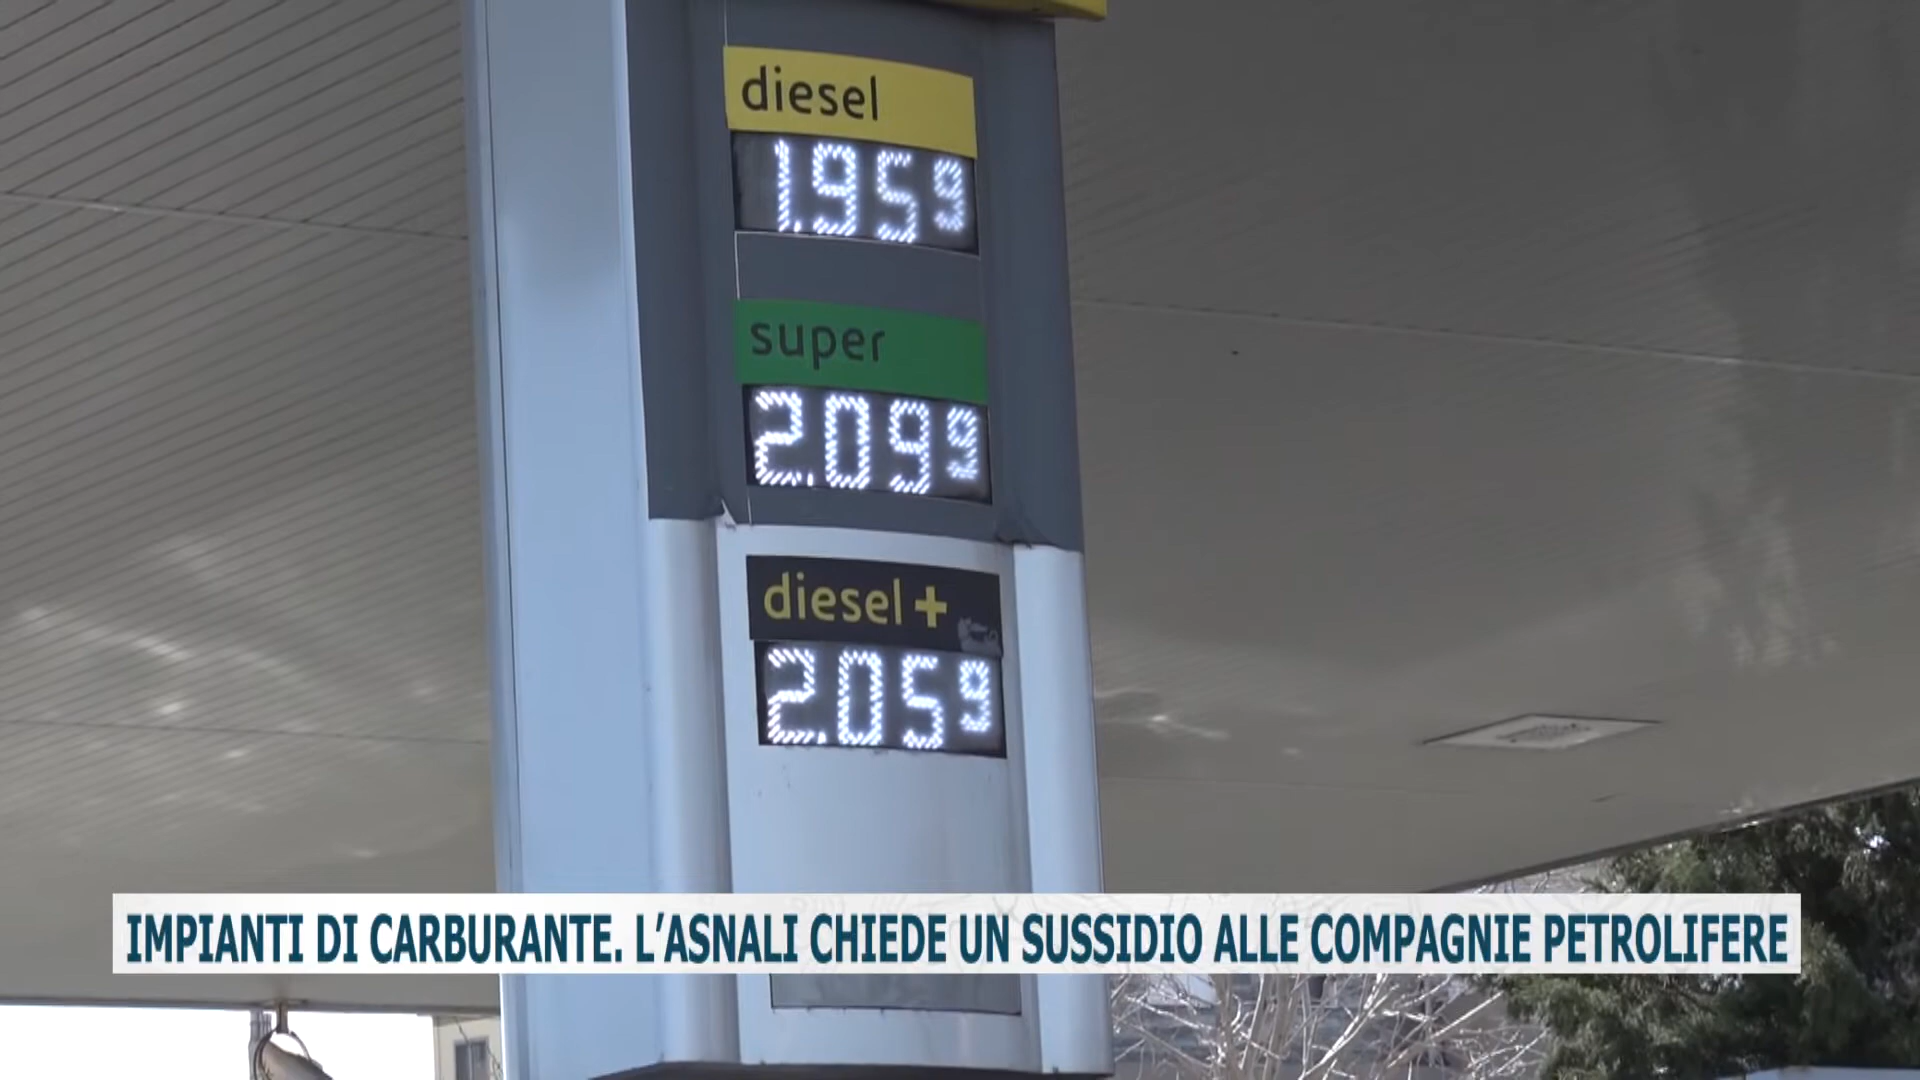 diesel
1.959
super
2.099
diesel +
2.059
IMPIANTI DI CARBURANTE. L'ASNALI CHIEDE UN SUSSIDIO ALLE COMPAGNIE PETROLIFERE